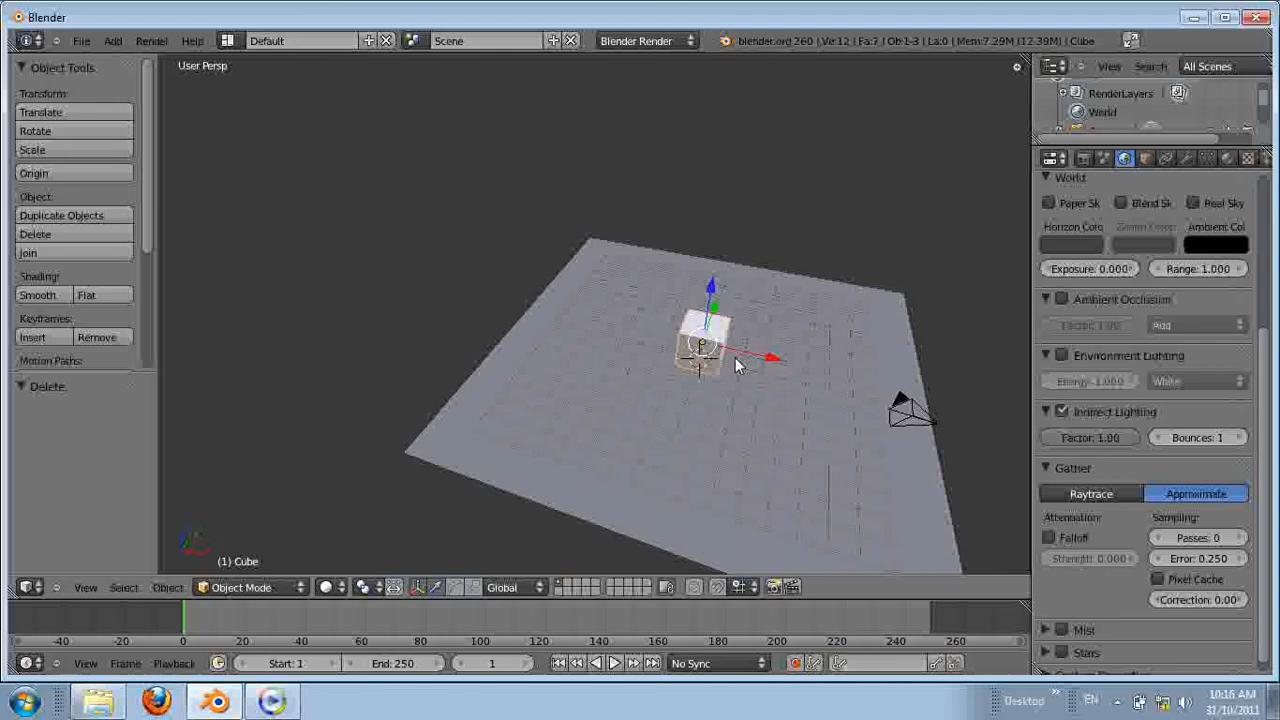 Blender
File Add Render Help Default Scene Blender Render blender.org 260 | Ve:12 | Fa:7 | Ob:1-3 | La:0 | Mem:7.29M (12.39M) | Cube
Object Tools
User Persp
View Search All Scenes
Transform:
RenderLayers
Translate
World
Rotate
Scale
Origin
World
Object:
Paper Sk Blend Sk Real Sky
Duplicate Objects
Horizon Colo Zenith Ambient Col
Delete
Join
Exposure: 0.000 Range: 1.000
Shading:
Smooth Flat
Ambient Occlusion
Keyframes:
Factor: 1.00 Add
Insert Remove
Environment Lighting
Motion Paths:
Energy: 1.000 White
Delete
Indirect Lighting
Factor: 1.00 Bounces: 1
Gather
Raytrace Approximate
Attenuation: Sampling:
Falloff Passes: 0
Strength: 0.000 Error: 0.250
(1) Cube
Pixel Cache
View Select Object Object Mode Global
Correction: 0.00
Mist
-40 -20 0 20 40 60 80 100 120 140 160 180 200 220 240 260
Stars
View Frame Playback Start: 1 End: 250 1 No Sync
Desktop EN 10:16 AM
31/10/2011